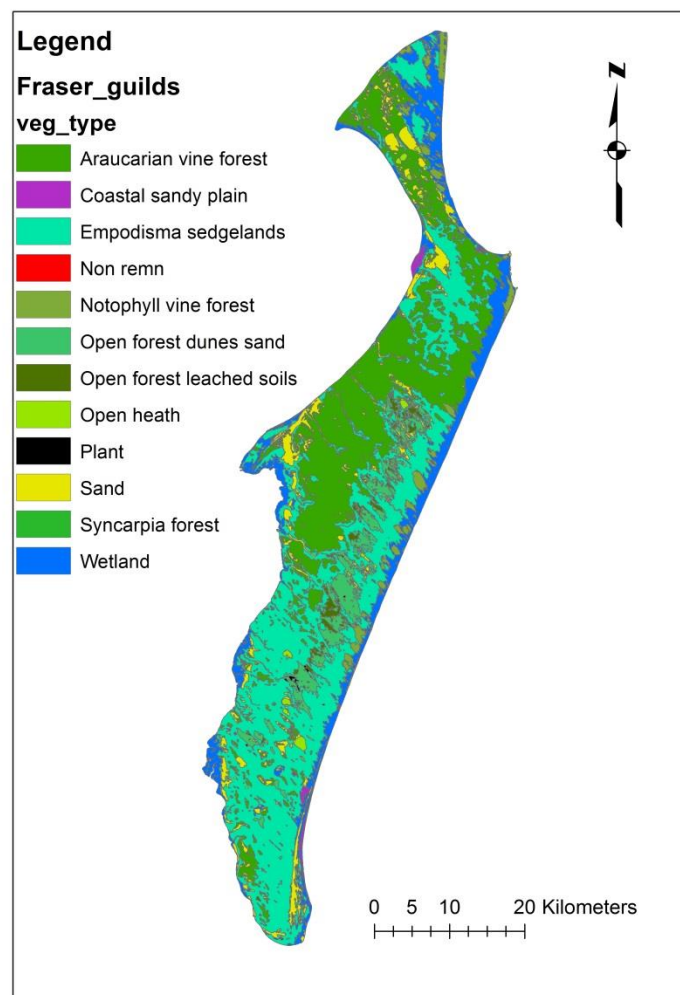 Legend
Fraser_guilds
veg_type
Araucarian vine forest
Coastal sandy plain
Empodisma sedgelands
Non remn
Notophyll vine forest
Open forest dunes sand
Open forest leached soils
Open heath
Plant
Sand
Syncarpia forest
Wetland
N
0 5 10 20 Kilometers